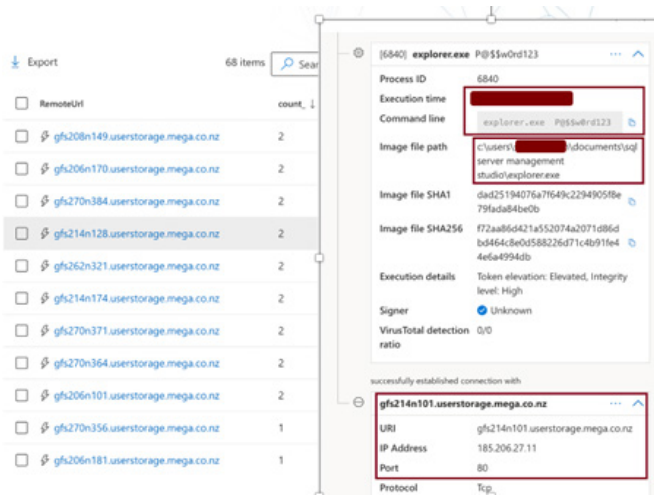 Export
68 items
Sear
RemoteUrl
count_
gfs208n149.userstorage.mega.co.nz
2
gfs206n170.userstorage.mega.co.nz
2
gfs270n384.userstorage.mega.co.nz
2
gfs214n128.userstorage.mega.co.nz
2
gfs262n321.userstorage.mega.co.nz
2
gfs214n174.userstorage.mega.co.nz
2
gfs270n371.userstorage.mega.co.nz
2
gfs270n364.userstorage.mega.co.nz
2
gfs206n101.userstorage.mega.co.nz
2
gfs270n356.userstorage.mega.co.nz
1
gfs206n181.userstorage.mega.co.nz
1
[6840] explorer.exe P@$$w0rd123
Process ID
6840
Execution time
Command line
explorer.exe P@$$w0rd123
Image file path
c:\users\
)\documents\sql
server management
studio\explorer.exe
Image file SHA1
dad25194076a7f649c2294905f8e
79fada84be0b
Image file SHA256
f72aa86d421a552074a2071d86d
bd464c8e0d588226d71c4b91fe4
4e6a4994db
Execution details
Token elevation: Elevated, Integrity
level: High
Signer
Unknown
VirusTotal detection
ratio
0/0
successfully established connection with
gfs214n101.userstorage.mega.co.nz
URI
gfs214n101.userstorage.mega.co.nz
IP Address
185.206.27.11
Port
80
Protocol
Tcp